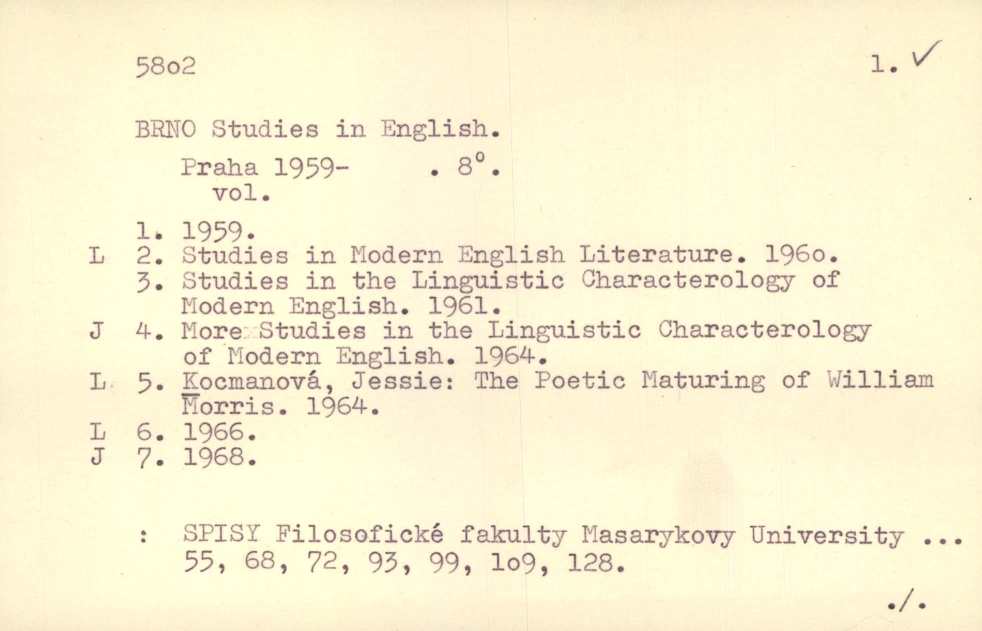 58o2 1. ✓
BRNO Studies in English.
Praha 1959- . 8º.
vol.
1. 1959.
L 2. Studies in Modern English Literature. 196o.
3. Studies in the Linguistic Characterology of
Modern English. 1961.
J 4. More Studies in the Linguistic Characterology
of Modern English. 1964.
L 5. Kocmanová, Jessie: The Poetic Maturing of William
Morris. 1964.
L 6. 1966.
J 7. 1968.
: SPISY Filosofické fakulty Masarykovy University ...
55, 68, 72, 93, 99, 1o9, 128.
./.